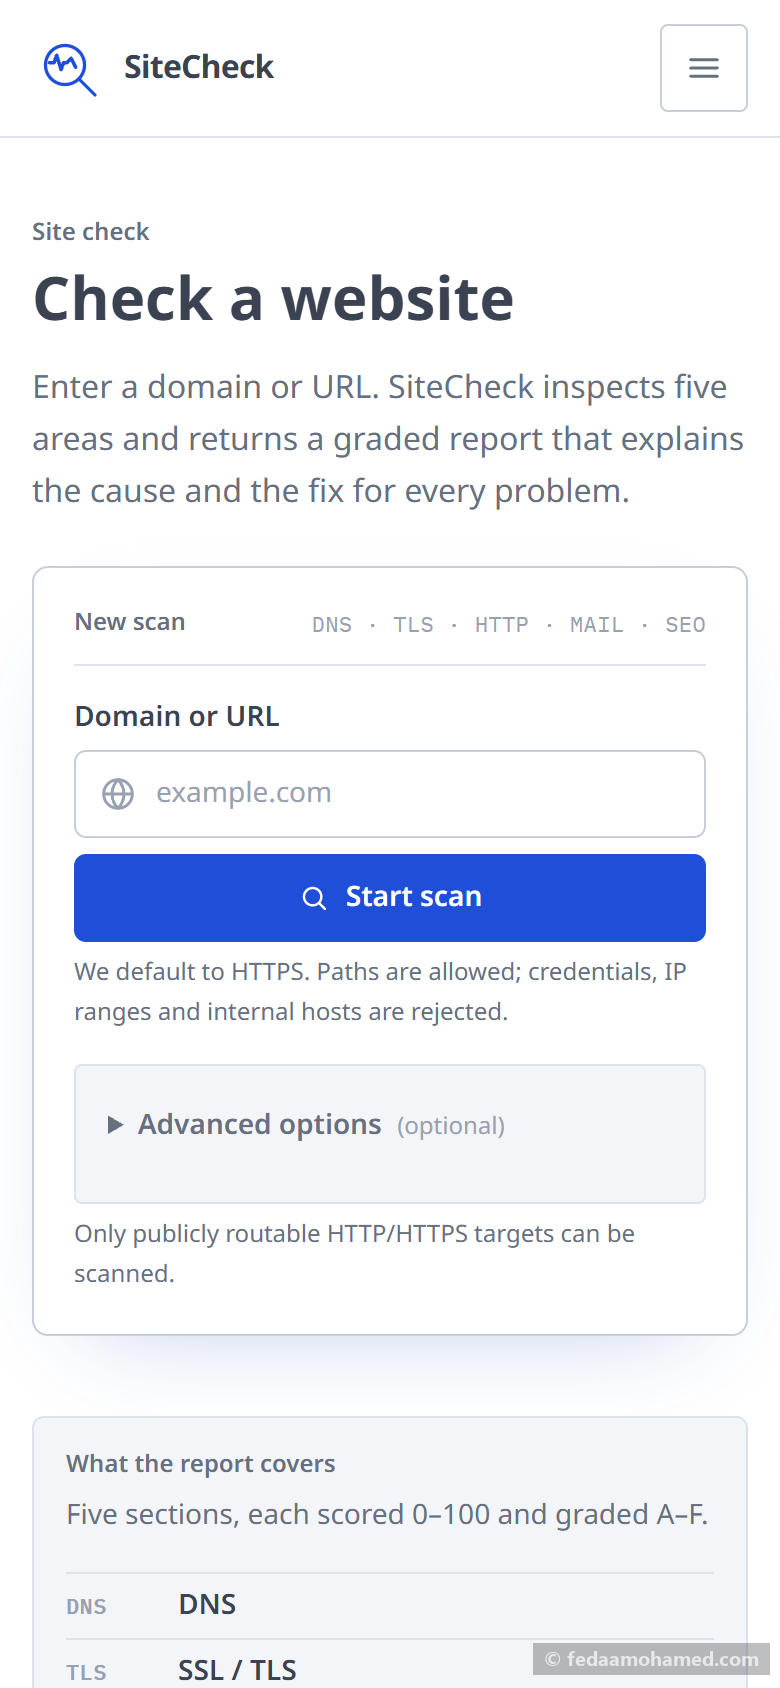 SiteCheck
Site check
Check a website
Enter a domain or URL. SiteCheck inspects five
areas and returns a graded report that explains
the cause and the fix for every problem.
New scan
DNS · TLS · HTTP · MAIL · SEO
Domain or URL
example.com
Start scan
We default to HTTPS. Paths are allowed; credentials, IP
ranges and internal hosts are rejected.
Advanced options (optional)
Only publicly routable HTTP/HTTPS targets can be
scanned.
What the report covers
Five sections, each scored 0–100 and graded A–F.
DNS DNS
TLS SSL / TLS
© fedaamohamed.com